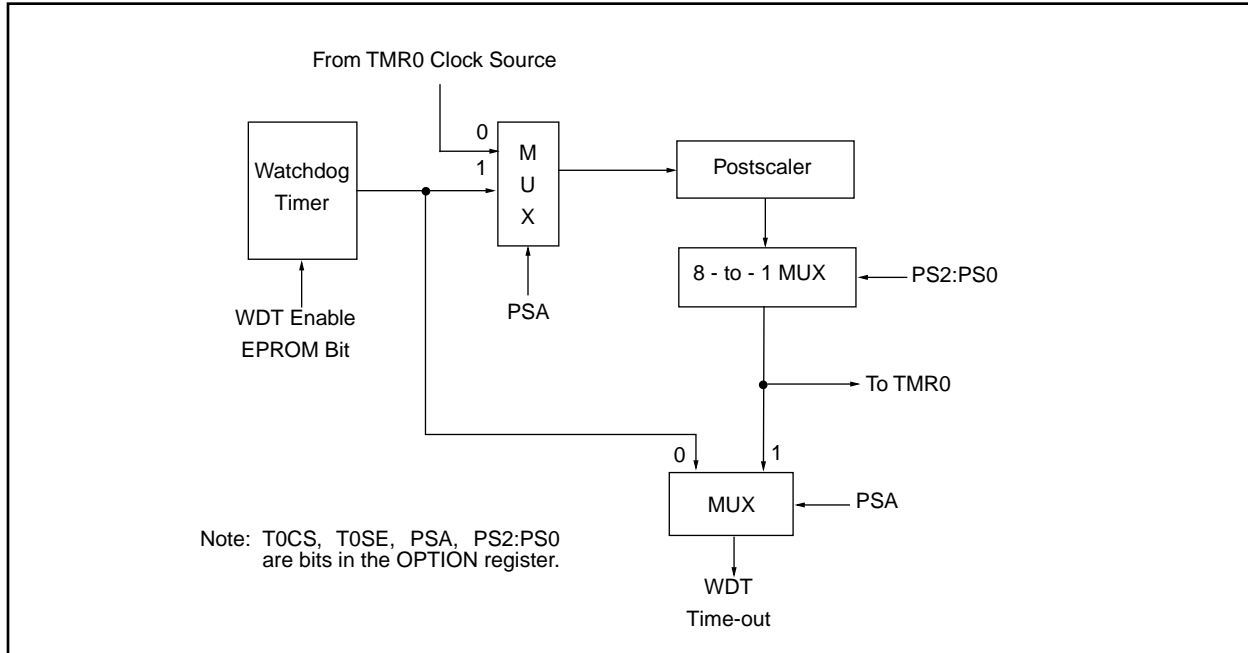 From TMR0 Clock Source
0
1
M
U
X
Watchdog
Timer
Postscaler
8 - to - 1 MUX
PS2:PS0
PSA
WDT Enable
EPROM Bit
To TMR0
0
1
MUX
PSA
Note: T0CS, T0SE, PSA, PS2:PS0
are bits in the OPTION register.
WDT
Time-out